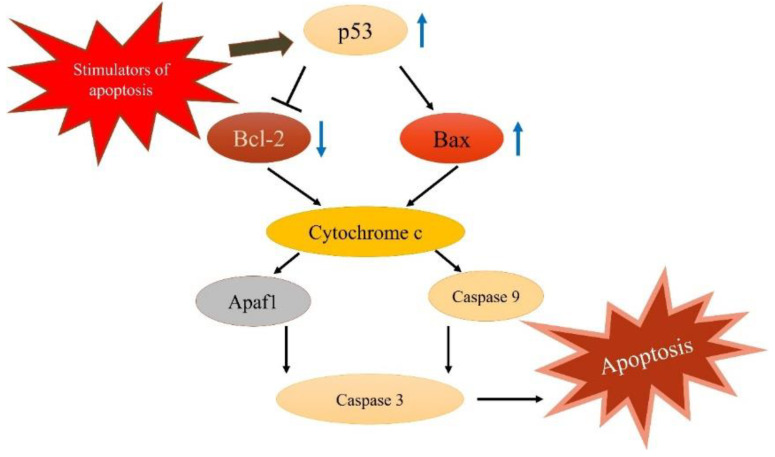 p53
Stimulators of
apoptosis
Bcl-2
Bax
Cytochrome c
Apaf1
Caspase 9
Apoptosis
Caspase 3